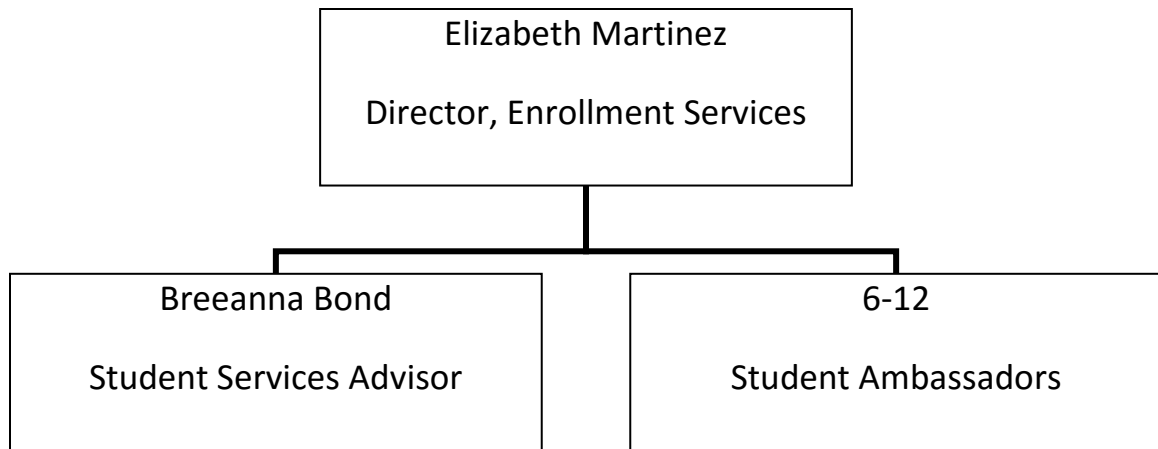 Elizabeth Martinez
Director, Enrollment Services
Breeanna Bond
Student Services Advisor
6-12
Student Ambassadors